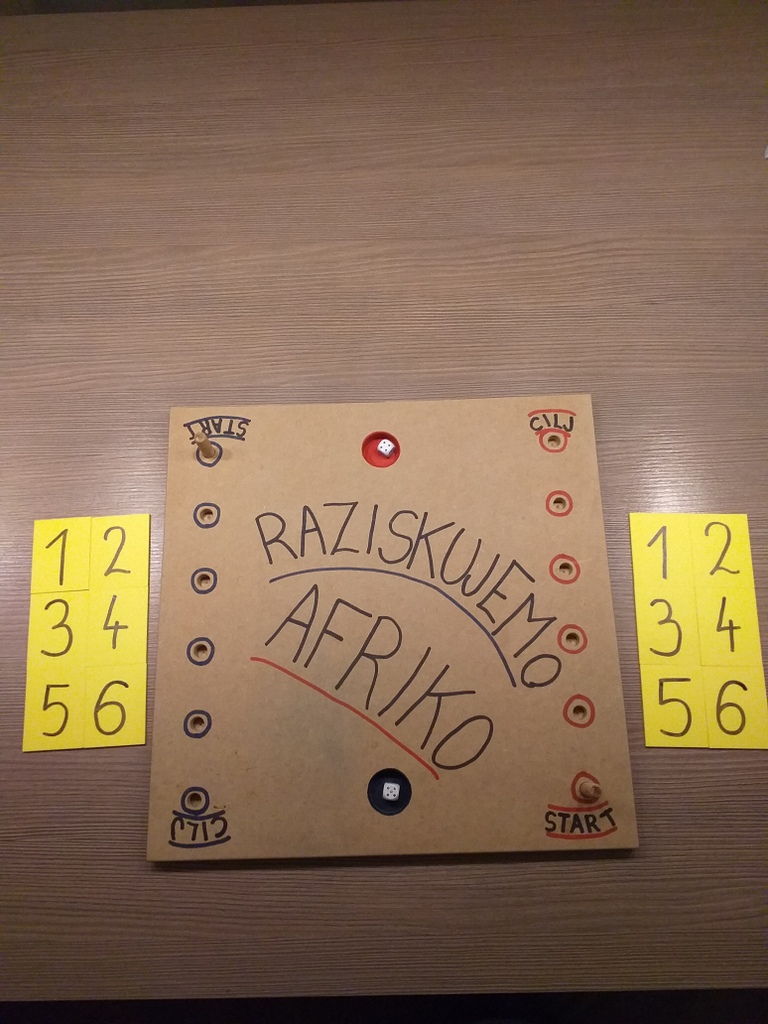 START
CILJ
RAZISKUJEMO
AFRIKO
1 2
3 4
5 6
1 2
3 4
5 6
CILJ
START